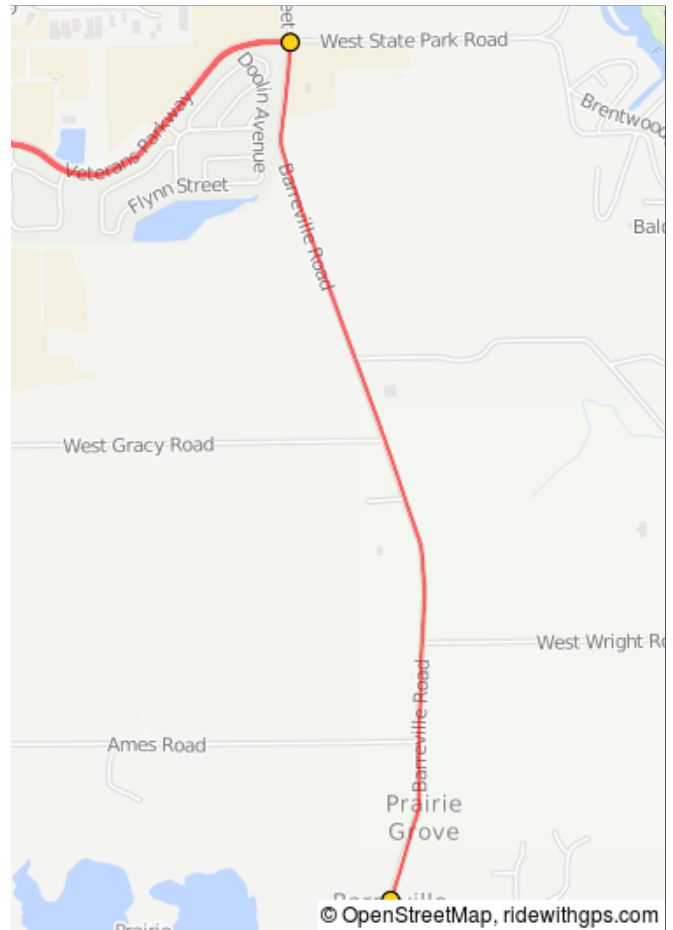 West State Park Road
Doolin Avenue
Brentwood
Veterans Parkway
Flynn Street
Barreville Road
West Gracy Road
West Wright Ro
Barreville Road
Ames Road
Prairie
Grove
Prairie
© OpenStreetMap, ridewithgps.com